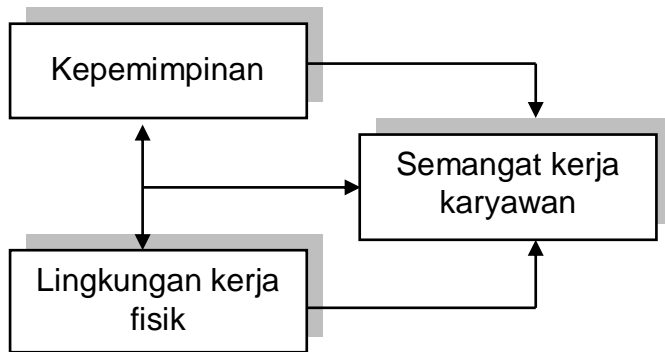 Kepemimpinan
Semangat kerja
karyawan
Lingkungan kerja
fisik